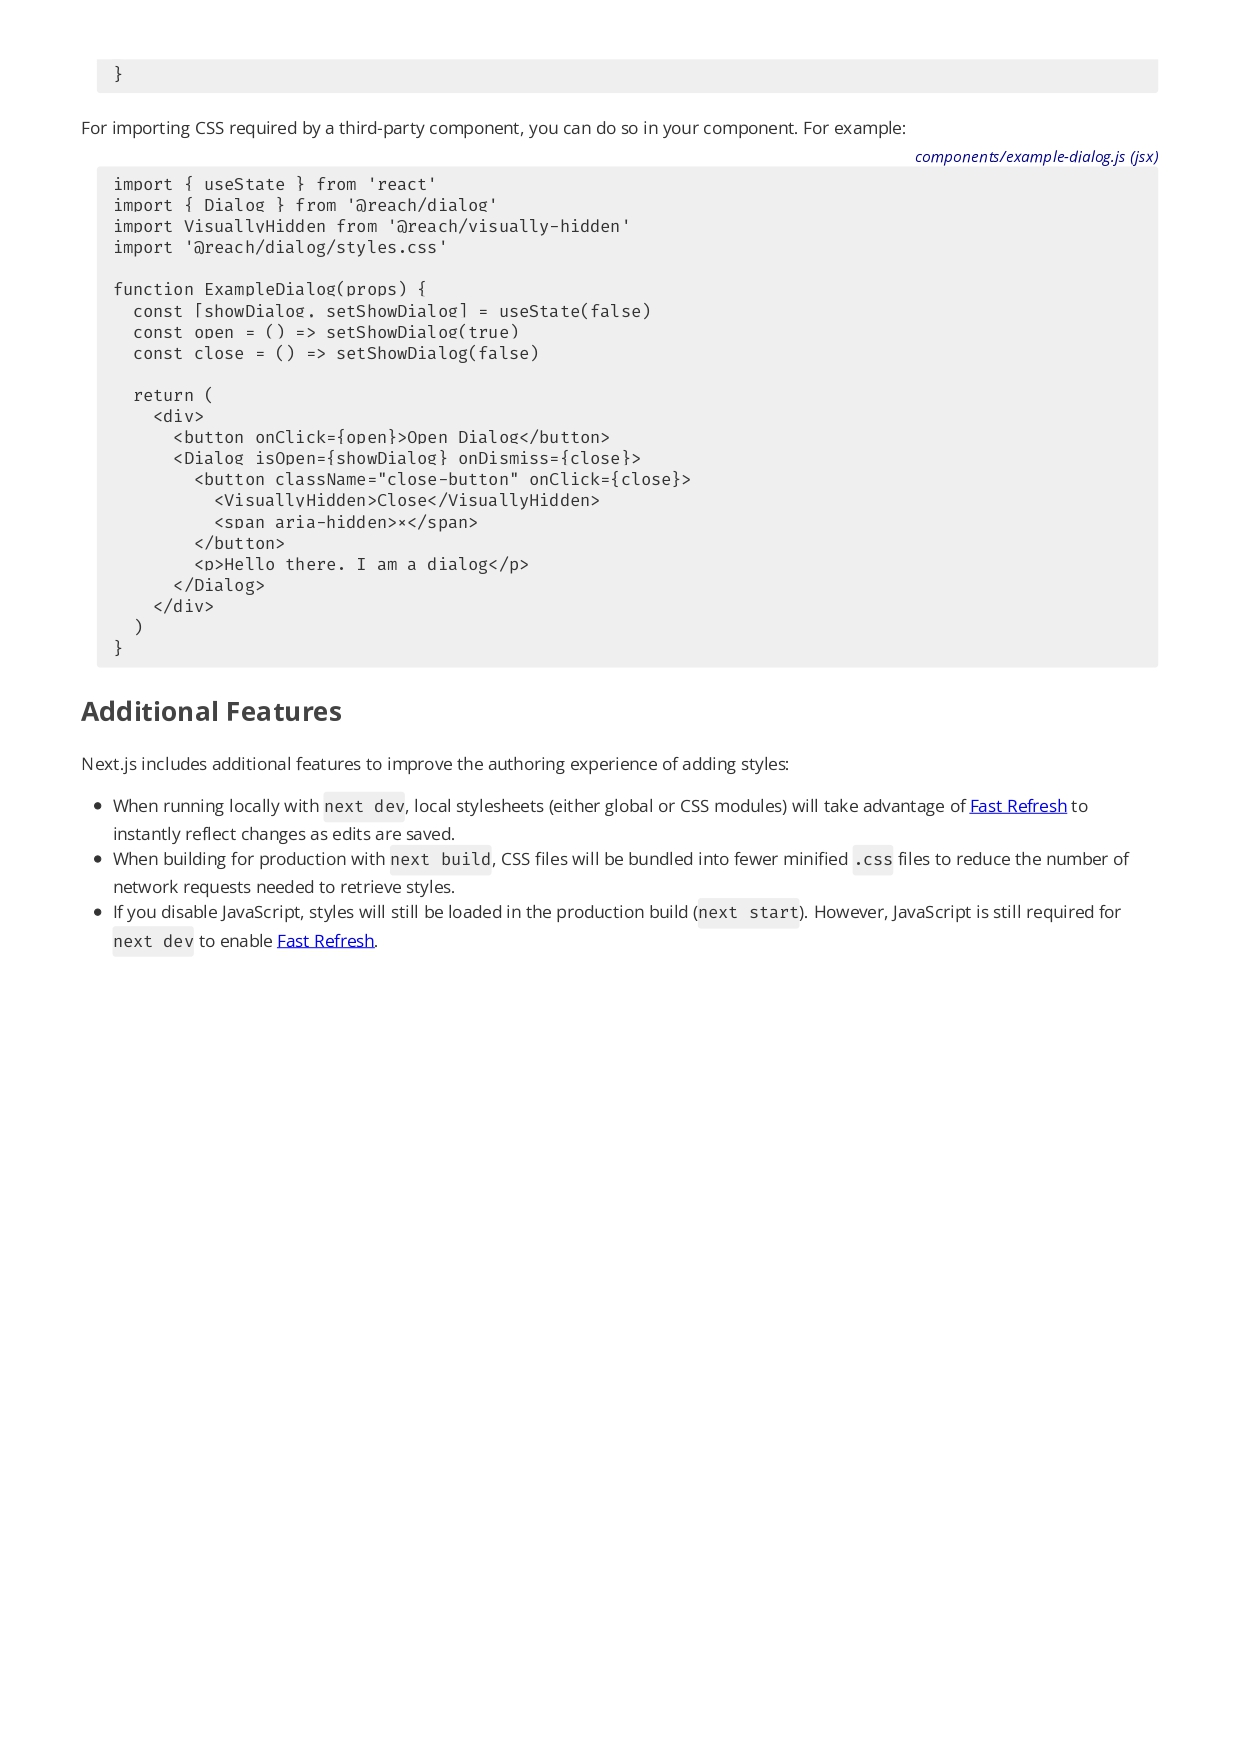 }
For importing CSS required by a third-party component, you can do so in your component. For example:
components/example-dialog.js (jsx)
import { useState } from 'react'
import { Dialog } from '@reach/dialog'
import VisuallyHidden from '@reach/visually-hidden'
import '@reach/dialog/styles.css'

function ExampleDialog(props) {
  const [showDialog, setShowDialog] = useState(false)
  const open = () => setShowDialog(true)
  const close = () => setShowDialog(false)

  return (
    <div>
      <button onClick={open}>Open Dialog</button>
      <Dialog isOpen={showDialog} onDismiss={close}>
        <button className="close-button" onClick={close}>
          <VisuallyHidden>Close</VisuallyHidden>
          <span aria-hidden>×</span>
        </button>
        <p>Hello there. I am a dialog</p>
      </Dialog>
    </div>
  )
}
Additional Features
Next.js includes additional features to improve the authoring experience of adding styles:
• When running locally with next dev, local stylesheets (either global or CSS modules) will take advantage of Fast Refresh to
instantly reflect changes as edits are saved.
• When building for production with next build, CSS files will be bundled into fewer minified .css files to reduce the number of
network requests needed to retrieve styles.
• If you disable JavaScript, styles will still be loaded in the production build (next start). However, JavaScript is still required for
next dev to enable Fast Refresh.